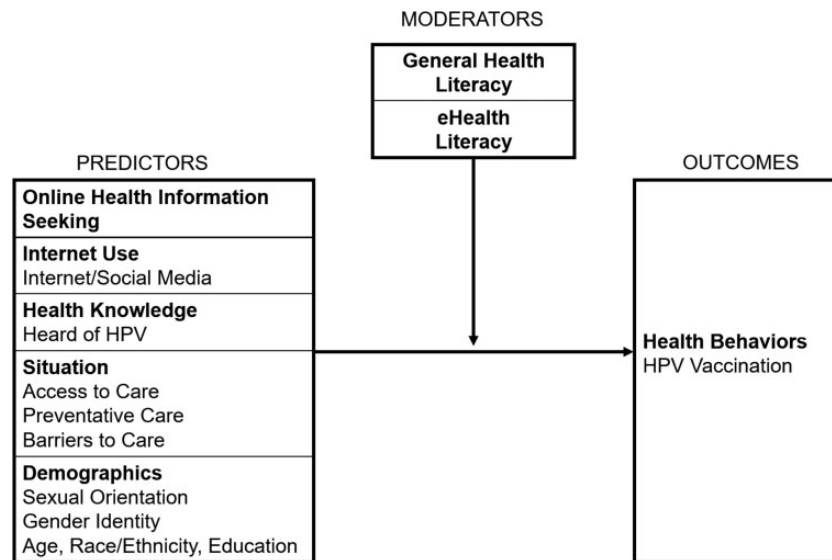 MODERATORS
General Health
Literacy
eHealth
Literacy
PREDICTORS
Online Health Information
Seeking
Internet Use
Internet/Social Media
Health Knowledge
Heard of HPV
Situation
Access to Care
Preventative Care
Barriers to Care
Demographics
Sexual Orientation
Gender Identity
Age, Race/Ethnicity, Education
OUTCOMES
Health Behaviors
HPV Vaccination